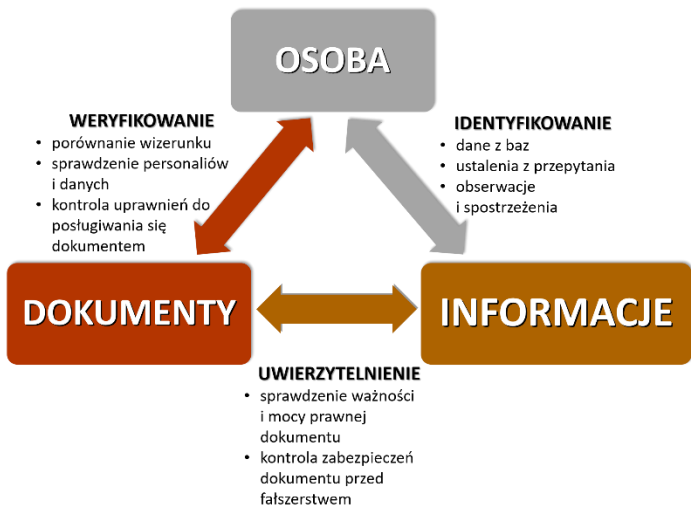 OSOBA
WERYFIKOWANIE
• porównanie wizerunku
• sprawdzenie personaliów
i danych
• kontrola uprawnień do
posługiwania się
dokumentem
IDENTYFIKOWANIE
• dane z baz
• ustalenia z przepytania
• obserwacje
i spostrzeżenia
DOKUMENTY
INFORMACJE
UWIERZYTELNIENIE
• sprawdzenie ważności
i mocy prawnej
dokumentu
• kontrola zabezpieczeń
dokumentu przed
fałszerstwem